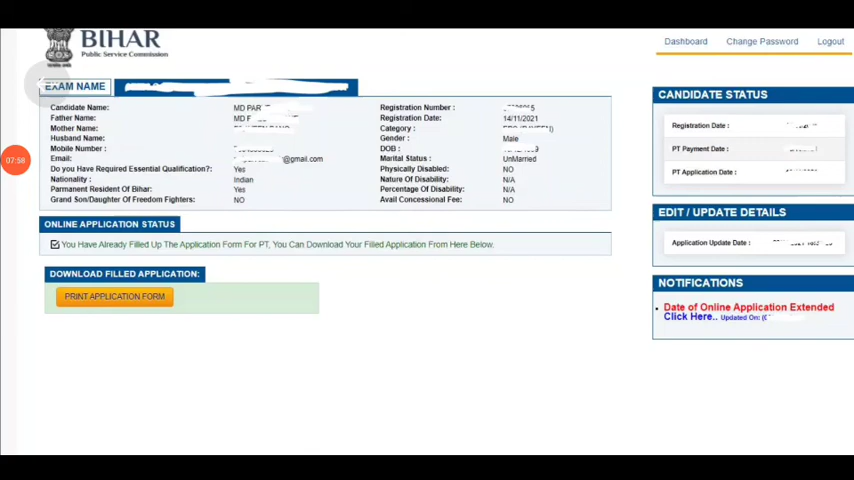 BIHAR
Public Service Commission
Dashboard Change Password Logout
EXAM NAME
Candidate Name: MD
Father Name: MD
Mother Name:
Husband Name:
Mobile Number :
Email: @gmail.com
Do you Have Required Essential Qualification?: Yes
Nationality : Indian
Parmanent Resident Of Bihar: Yes
Grand Son/Daughter Of Freedom Fighters: NO
Registration Number :
Registration Date: 14/11/2021
Category :
Gender : Male
DOB :
Marital Status : UnMarried
Physically Disabled: NO
Nature Of Disability: N/A
Percentage Of Disability: N/A
Avail Concessional Fee: NO
CANDIDATE STATUS
Registration Date :
PT Payment Date :
PT Application Date :
07:58
ONLINE APPLICATION STATUS
You Have Already Filled Up The Application Form For PT, You Can Download Your Filled Application From Here Below.
EDIT / UPDATE DETAILS
Application Update Date :
DOWNLOAD FILLED APPLICATION:
PRINT APPLICATION FORM
NOTIFICATIONS
Date of Online Application Extended
Click Here.. Updated On: